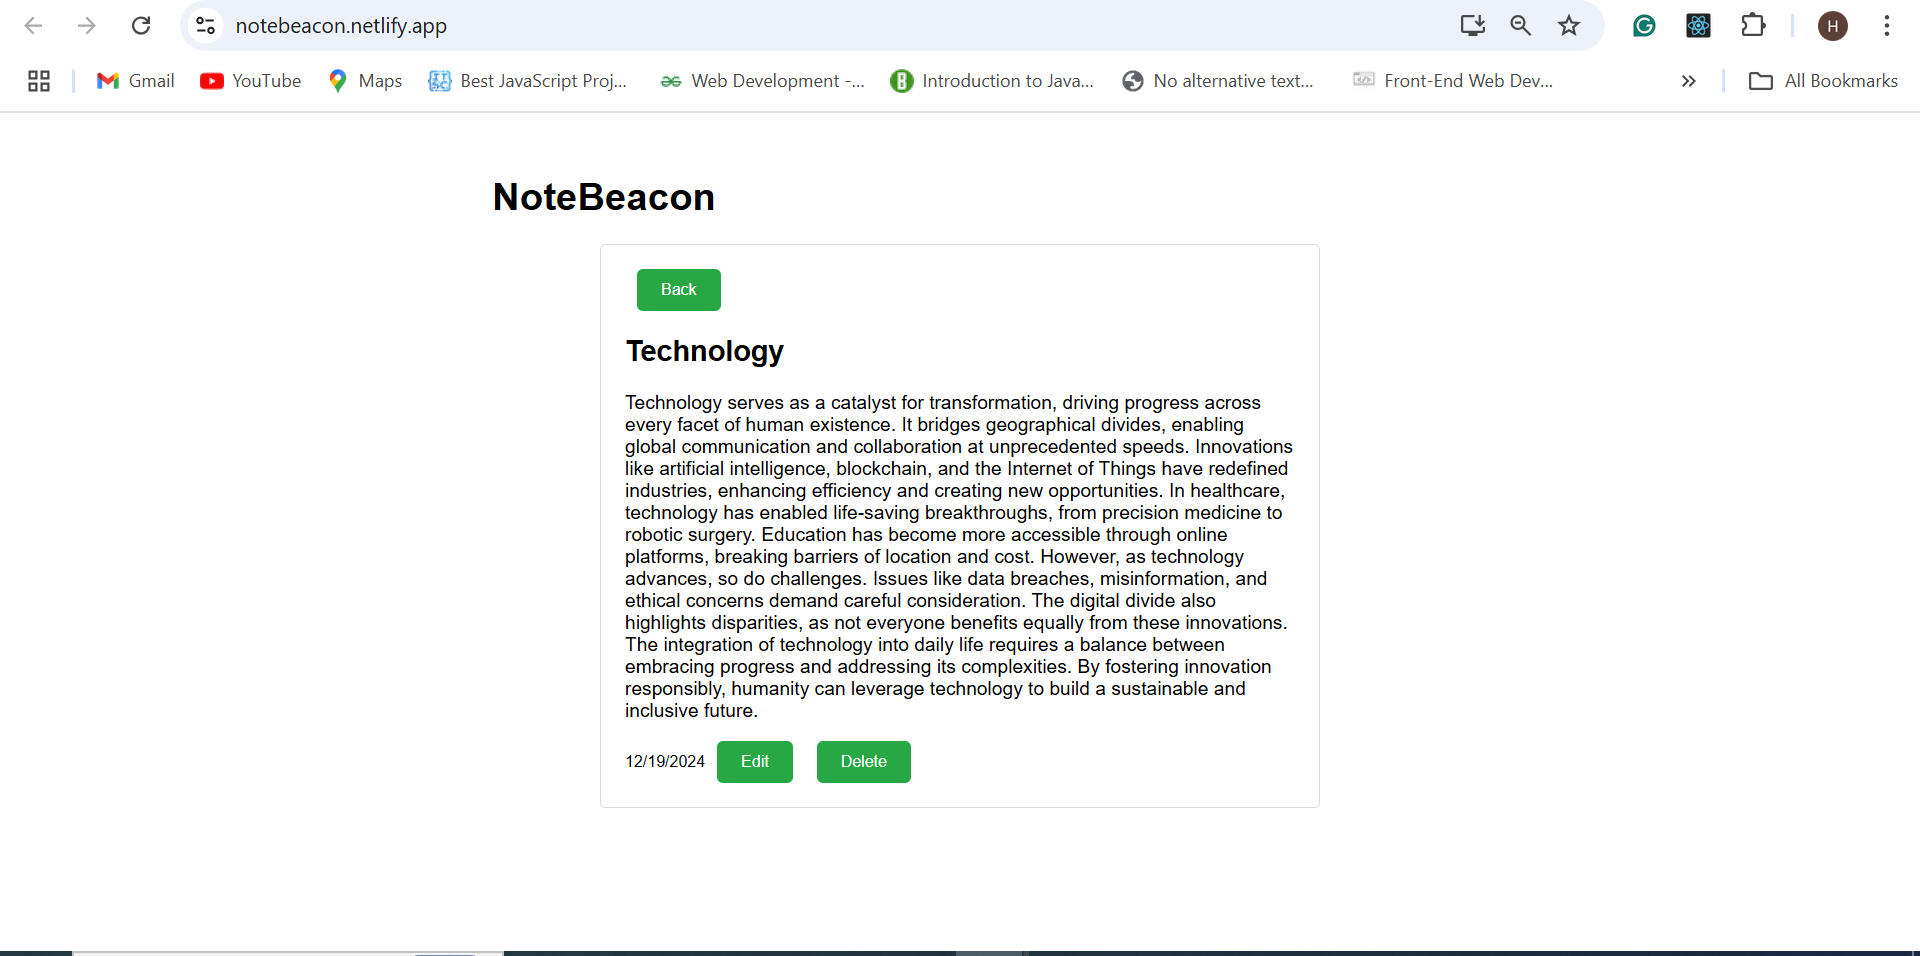 notebeacon.netlify.app
H
Gmail
YouTube
Maps
Best JavaScript Proj...
Web Development -...
Introduction to Java...
No alternative text...
Front-End Web Dev...
All Bookmarks
NoteBeacon
Back
Technology
Technology serves as a catalyst for transformation, driving progress across
every facet of human existence. It bridges geographical divides, enabling
global communication and collaboration at unprecedented speeds. Innovations
like artificial intelligence, blockchain, and the Internet of Things have redefined
industries, enhancing efficiency and creating new opportunities. In healthcare,
technology has enabled life-saving breakthroughs, from precision medicine to
robotic surgery. Education has become more accessible through online
platforms, breaking barriers of location and cost. However, as technology
advances, so do challenges. Issues like data breaches, misinformation, and
ethical concerns demand careful consideration. The digital divide also
highlights disparities, as not everyone benefits equally from these innovations.
The integration of technology into daily life requires a balance between
embracing progress and addressing its complexities. By fostering innovation
responsibly, humanity can leverage technology to build a sustainable and
inclusive future.
12/19/2024 Edit Delete